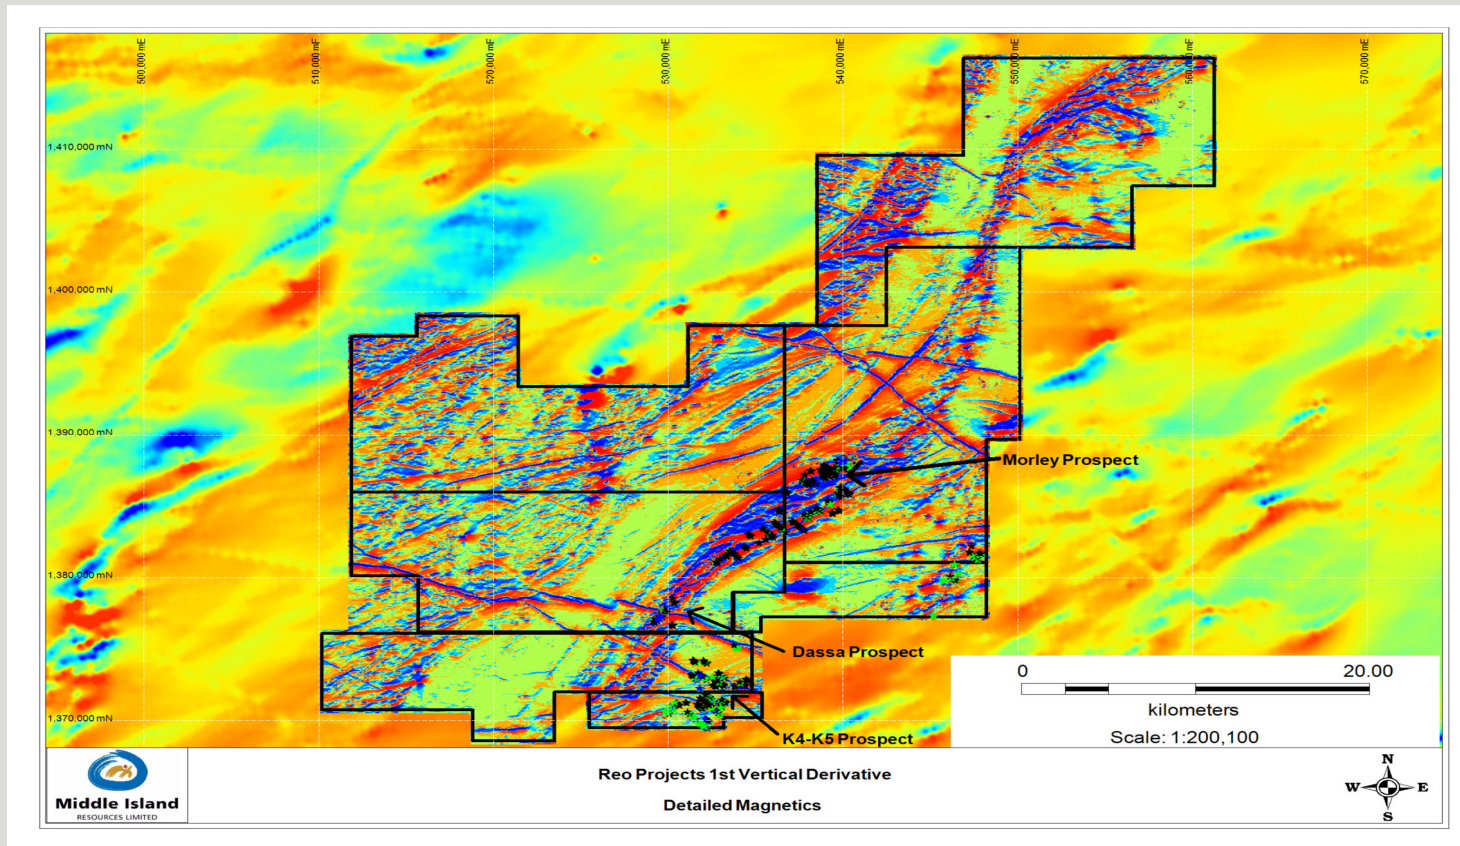 500,000 mE
510,000 mE
520,000 mE
530,000 mE
540,000 mE
550,000 mE
560,000 mE
570,000 mE
1,410,000 mN
1,400,000 mN
1,390,000 mN
Morley Prospect
1,380,000 mN
Dassa Prospect
0 20.00
kilometers
Scale: 1:200,100
1,370,000 mN
K4-K5 Prospect
Middle Island
RESOURCES LIMITED
Reo Projects 1st Vertical Derivative
Detailed Magnetics
N
W E
S